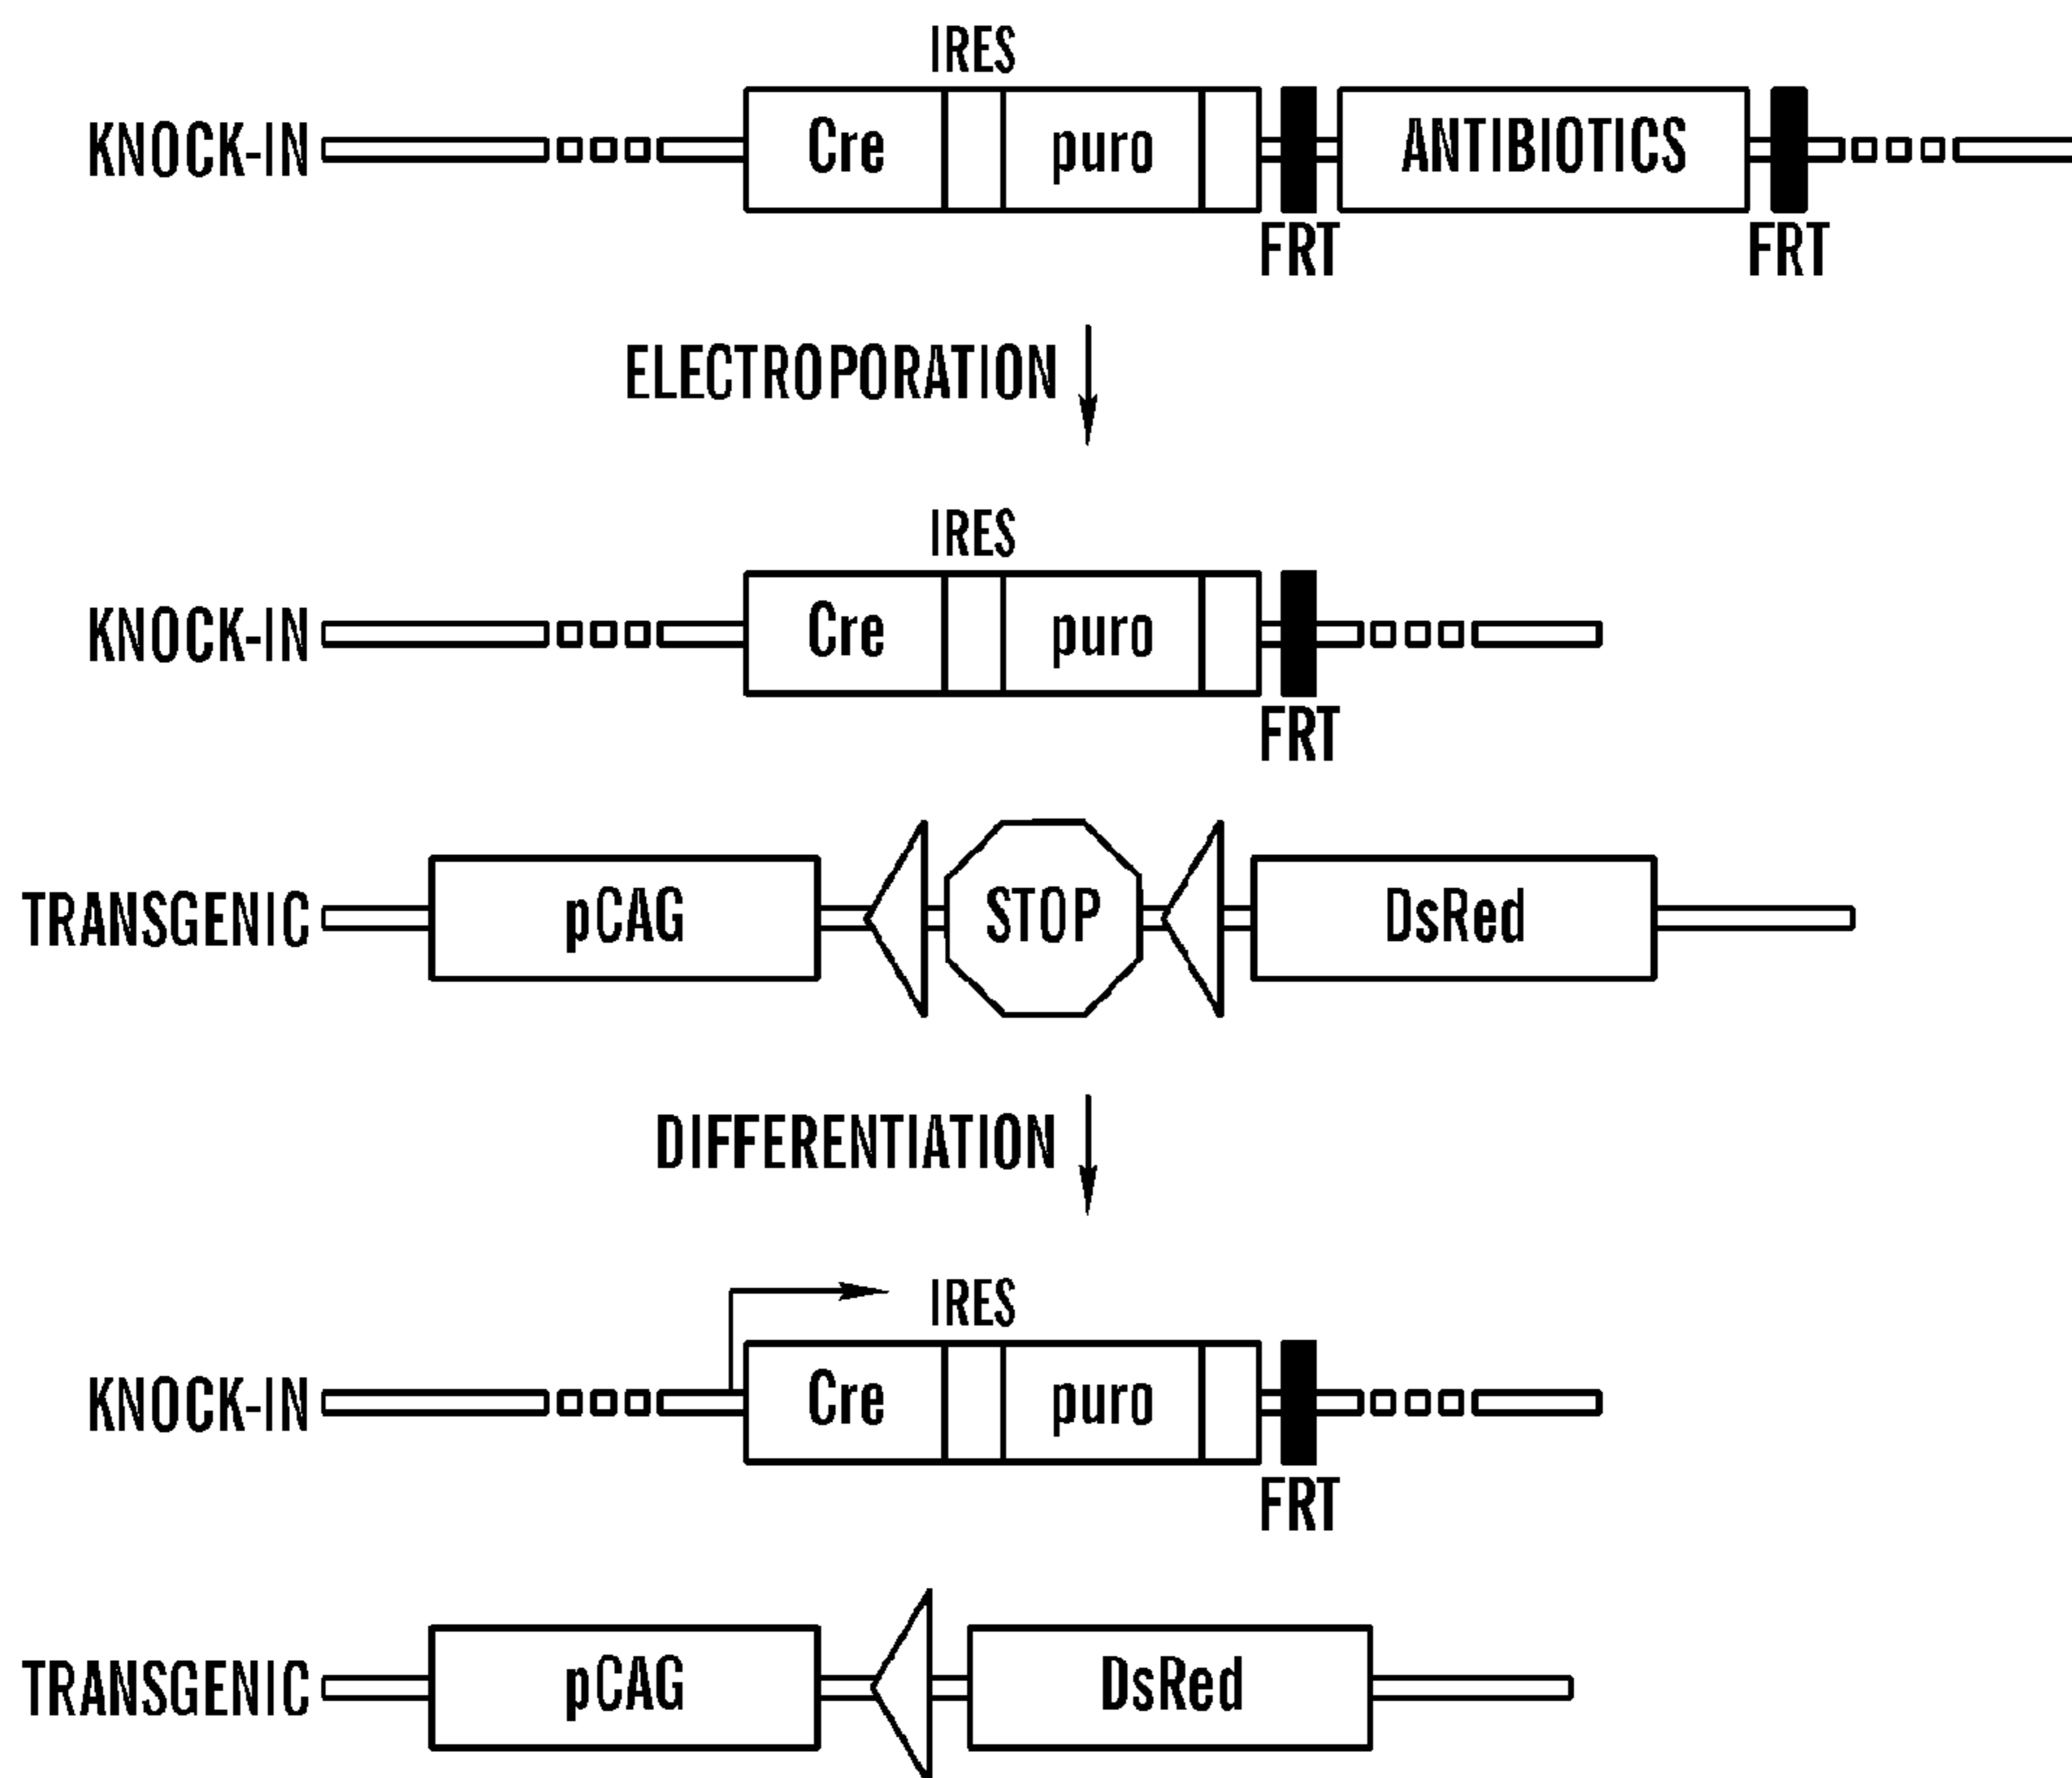 IRES
KNOCK-IN Cre puro ANTIBIOTICS
FRT FRT
ELECTROPORATION
IRES
KNOCK-IN Cre puro
FRT
TRANSGENIC pCAG STOP DsRed
DIFFERENTIATION
IRES
KNOCK-IN Cre puro
FRT
TRANSGENIC pCAG DsRed